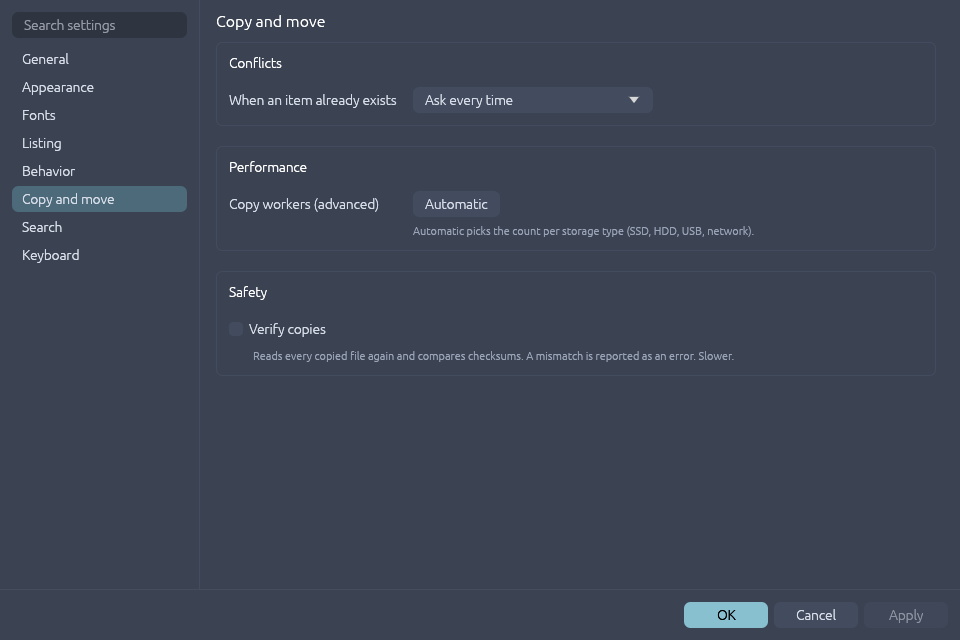 Search settings
General
Appearance
Fonts
Listing
Behavior
Copy and move
Search
Keyboard
Copy and move
Conflicts
When an item already exists
Ask every time
Performance
Copy workers (advanced)
Automatic
Automatic picks the count per storage type (SSD, HDD, USB, network).
Safety
Verify copies
Reads every copied file again and compares checksums. A mismatch is reported as an error. Slower.
OK
Cancel
Apply